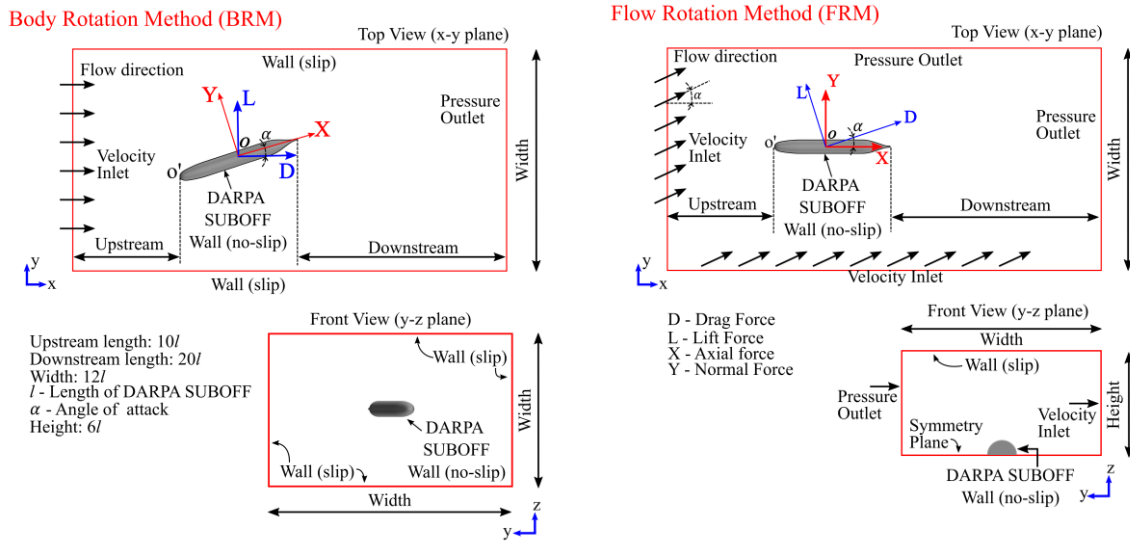 Body Rotation Method (BRM)
Top View (x-y plane)
Wall (slip)
Flow direction
Y
L
α
X
O
Pressure
Outlet
Velocity
Inlet
O'
D
DARPA
SUBOFF
Wall (no-slip)
Width
Upstream
Downstream
Wall (slip)
y
x
Front View (y-z plane)
Wall (slip)
Upstream length: 10l
Downstream length: 20l
Width: 12l
l - Length of DARPA SUBOFF
α - Angle of attack
Height: 6l
DARPA
SUBOFF
Wall (no-slip)
Wall (slip)
Width
Width
z
y
Flow Rotation Method (FRM)
Top View (x-y plane)
Flow direction
Pressure Outlet
α
Y
L
α
D
O
Pressure
Outlet
Velocity
Inlet
O'
X
DARPA
SUBOFF
Wall (no-slip)
Width
Upstream
Downstream
Velocity Inlet
y
x
D - Drag Force
L - Lift Force
X - Axial force
Y - Normal Force
Front View (y-z plane)
Width
Wall (slip)
Pressure
Outlet
Velocity
Inlet
Height
Symmetry
Plane
DARPA SUBOFF
Wall (no-slip)
z
y